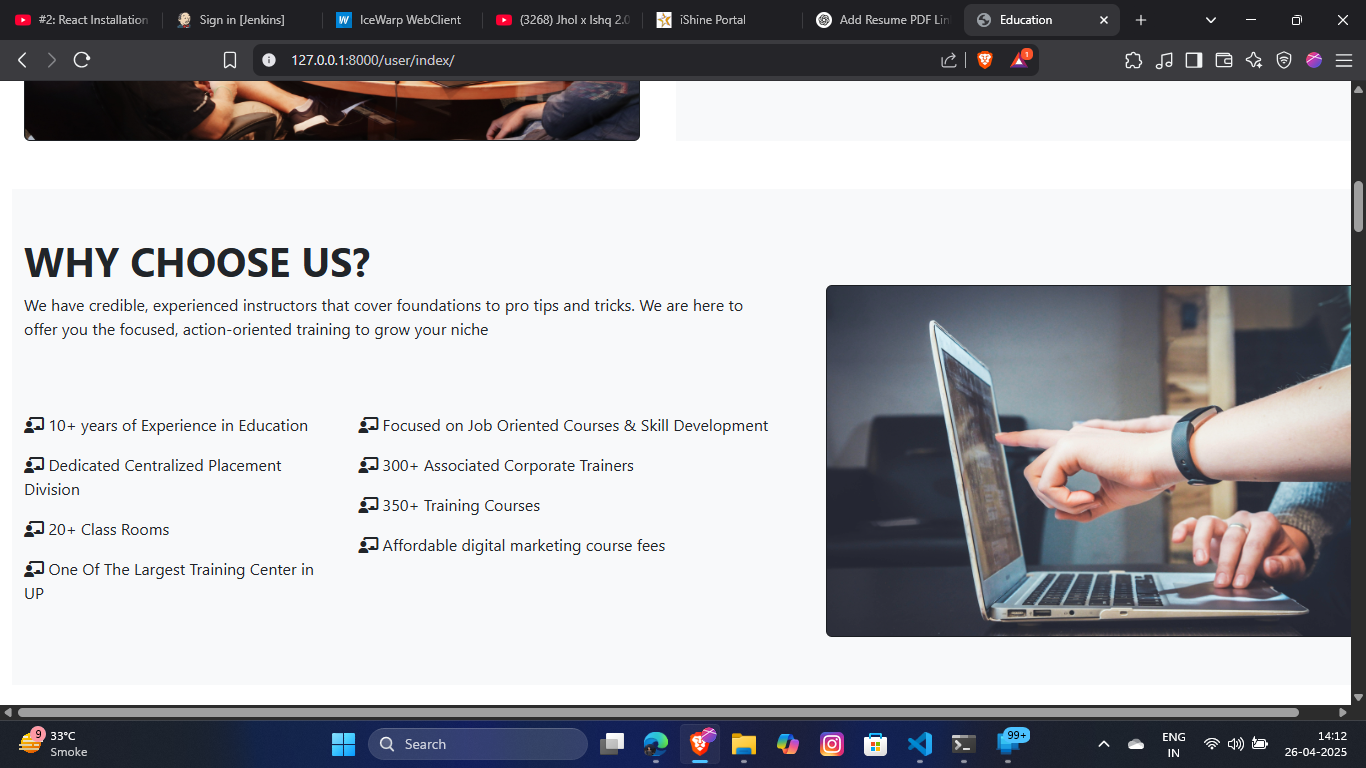 #2: React Installation
Sign in [Jenkins]
IceWarp WebClient
(3268) Jhol x Ishq 2.0
iShine Portal
Add Resume PDF Lin
Education
127.0.0.1:8000/user/index/
1
WHY CHOOSE US?
We have credible, experienced instructors that cover foundations to pro tips and tricks. We are here to
offer you the focused, action-oriented training to grow your niche
10+ years of Experience in Education
Dedicated Centralized Placement
Division
20+ Class Rooms
One Of The Largest Training Center in
UP
Focused on Job Oriented Courses & Skill Development
300+ Associated Corporate Trainers
350+ Training Courses
Affordable digital marketing course fees
9
33°C
Smoke
Search
99+
ENG
IN
14:12
26-04-2025